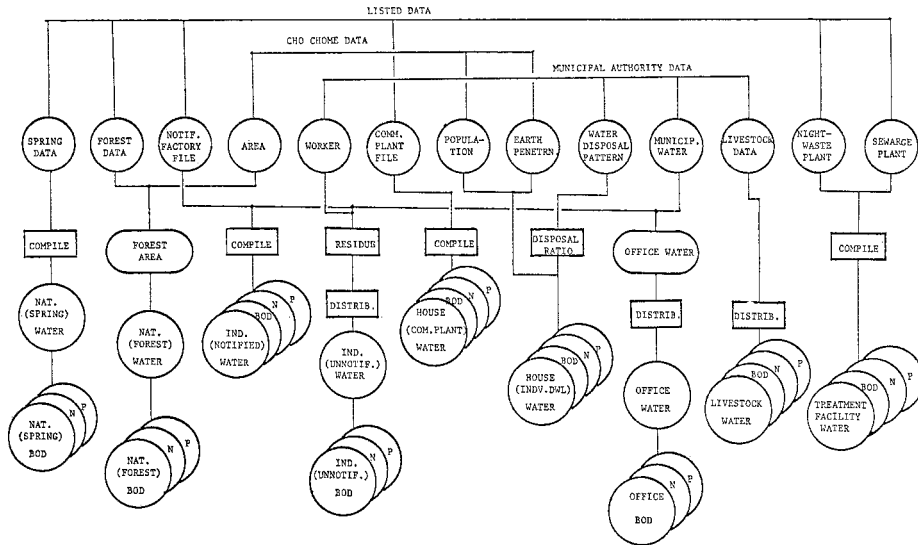 LISTED DATA
CHO CHOME DATA
MUNICIPAL AUTHORITY DATA
SPRING
DATA
FOREST
DATA
NOTIF.
FACTORY
FILE
AREA
WORKER
COMM.
PLANT
FILE
POPULA-
TION
EARTH
PENETRN.
WATER
DISPOSAL
PATTERN
MUNICIP.
WATER
LIVESTOCK
DATA
NIGHT-
WASTE
PLANT
SEWARGE
PLANT
COMPILE
FOREST
AREA
COMPILE
RESIDUS
COMPILE
DISPOSAL
RATIO
OFFICE WATER
COMPILE
NAT.
(SPRING)
WATER
NAT.
(FOREST)
WATER
P
N
BOD
IND.
(NOTIFIED)
WATER
DISTRIB.
IND.
(UNNOTIF.)
WATER
P
N
BOD
HOUSE
(COM.PLANT)
WATER
P
N
BOD
HOUSE
(INDV.DWL)
WATER
DISTRIB.
OFFICE
WATER
DISTRIB.
P
N
BOD
LIVESTOCK
WATER
P
N
BOD
TREATMENT
FACILITY
WATER
P
N
NAT.
(SPRING)
BOD
P
N
NAT.
(FOREST)
BOD
P
N
IND.
(UNNOTIF.)
BOD
P
N
OFFICE
BOD